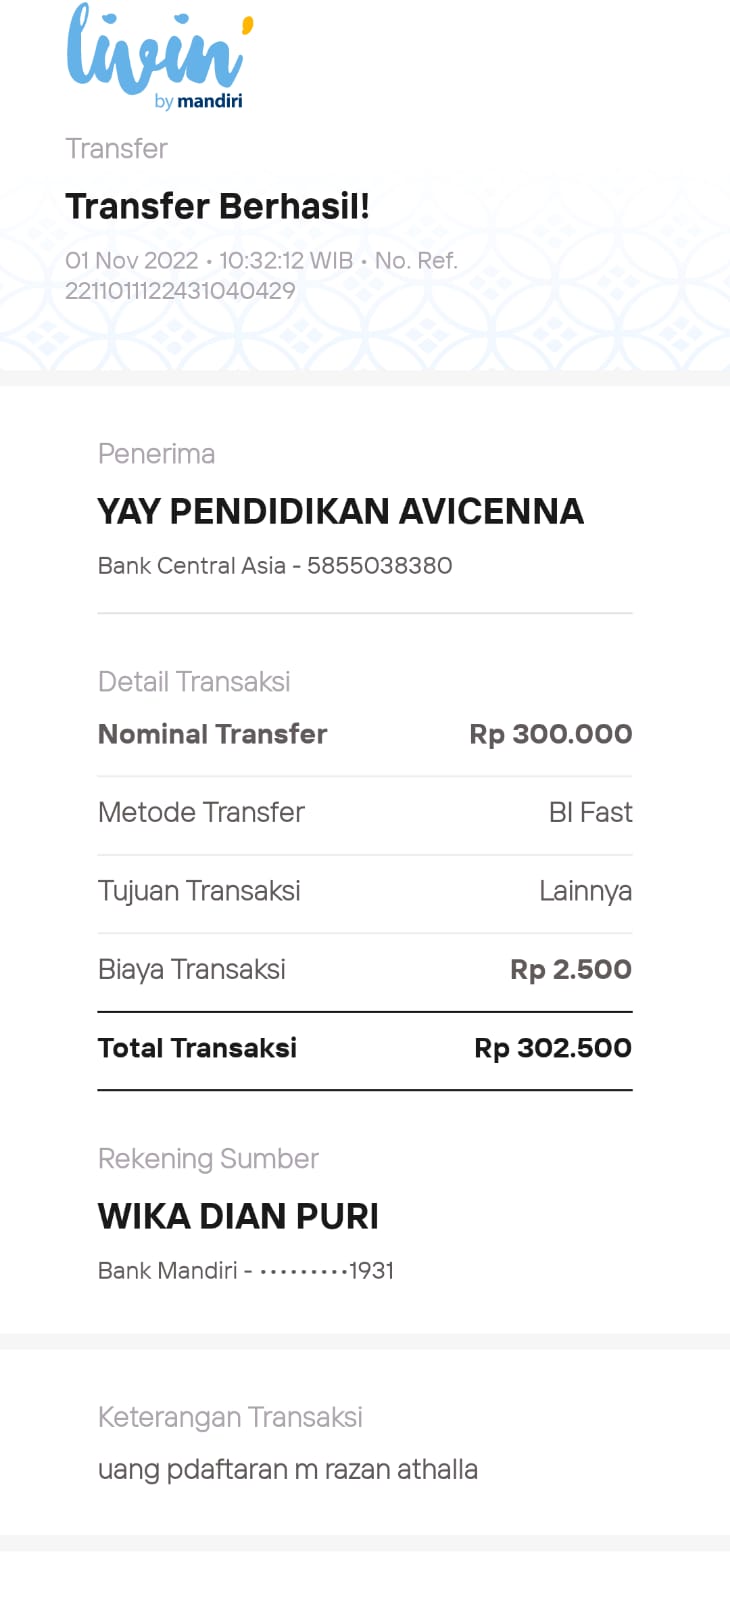 livin'
by mandiri
Transfer
Transfer Berhasil!
01 Nov 2022 • 10:32:12 WIB • No. Ref.
2211011122431040429
Penerima
YAY PENDIDIKAN AVICENNA
Bank Central Asia - 5855038380
Detail Transaksi
Nominal Transfer Rp 300.000
Metode Transfer BI Fast
Tujuan Transaksi Lainnya
Biaya Transaksi Rp 2.500
Total Transaksi Rp 302.500
Rekening Sumber
WIKA DIAN PURI
Bank Mandiri - •••••••••1931
Keterangan Transaksi
uang pdaftaran m razan athalla